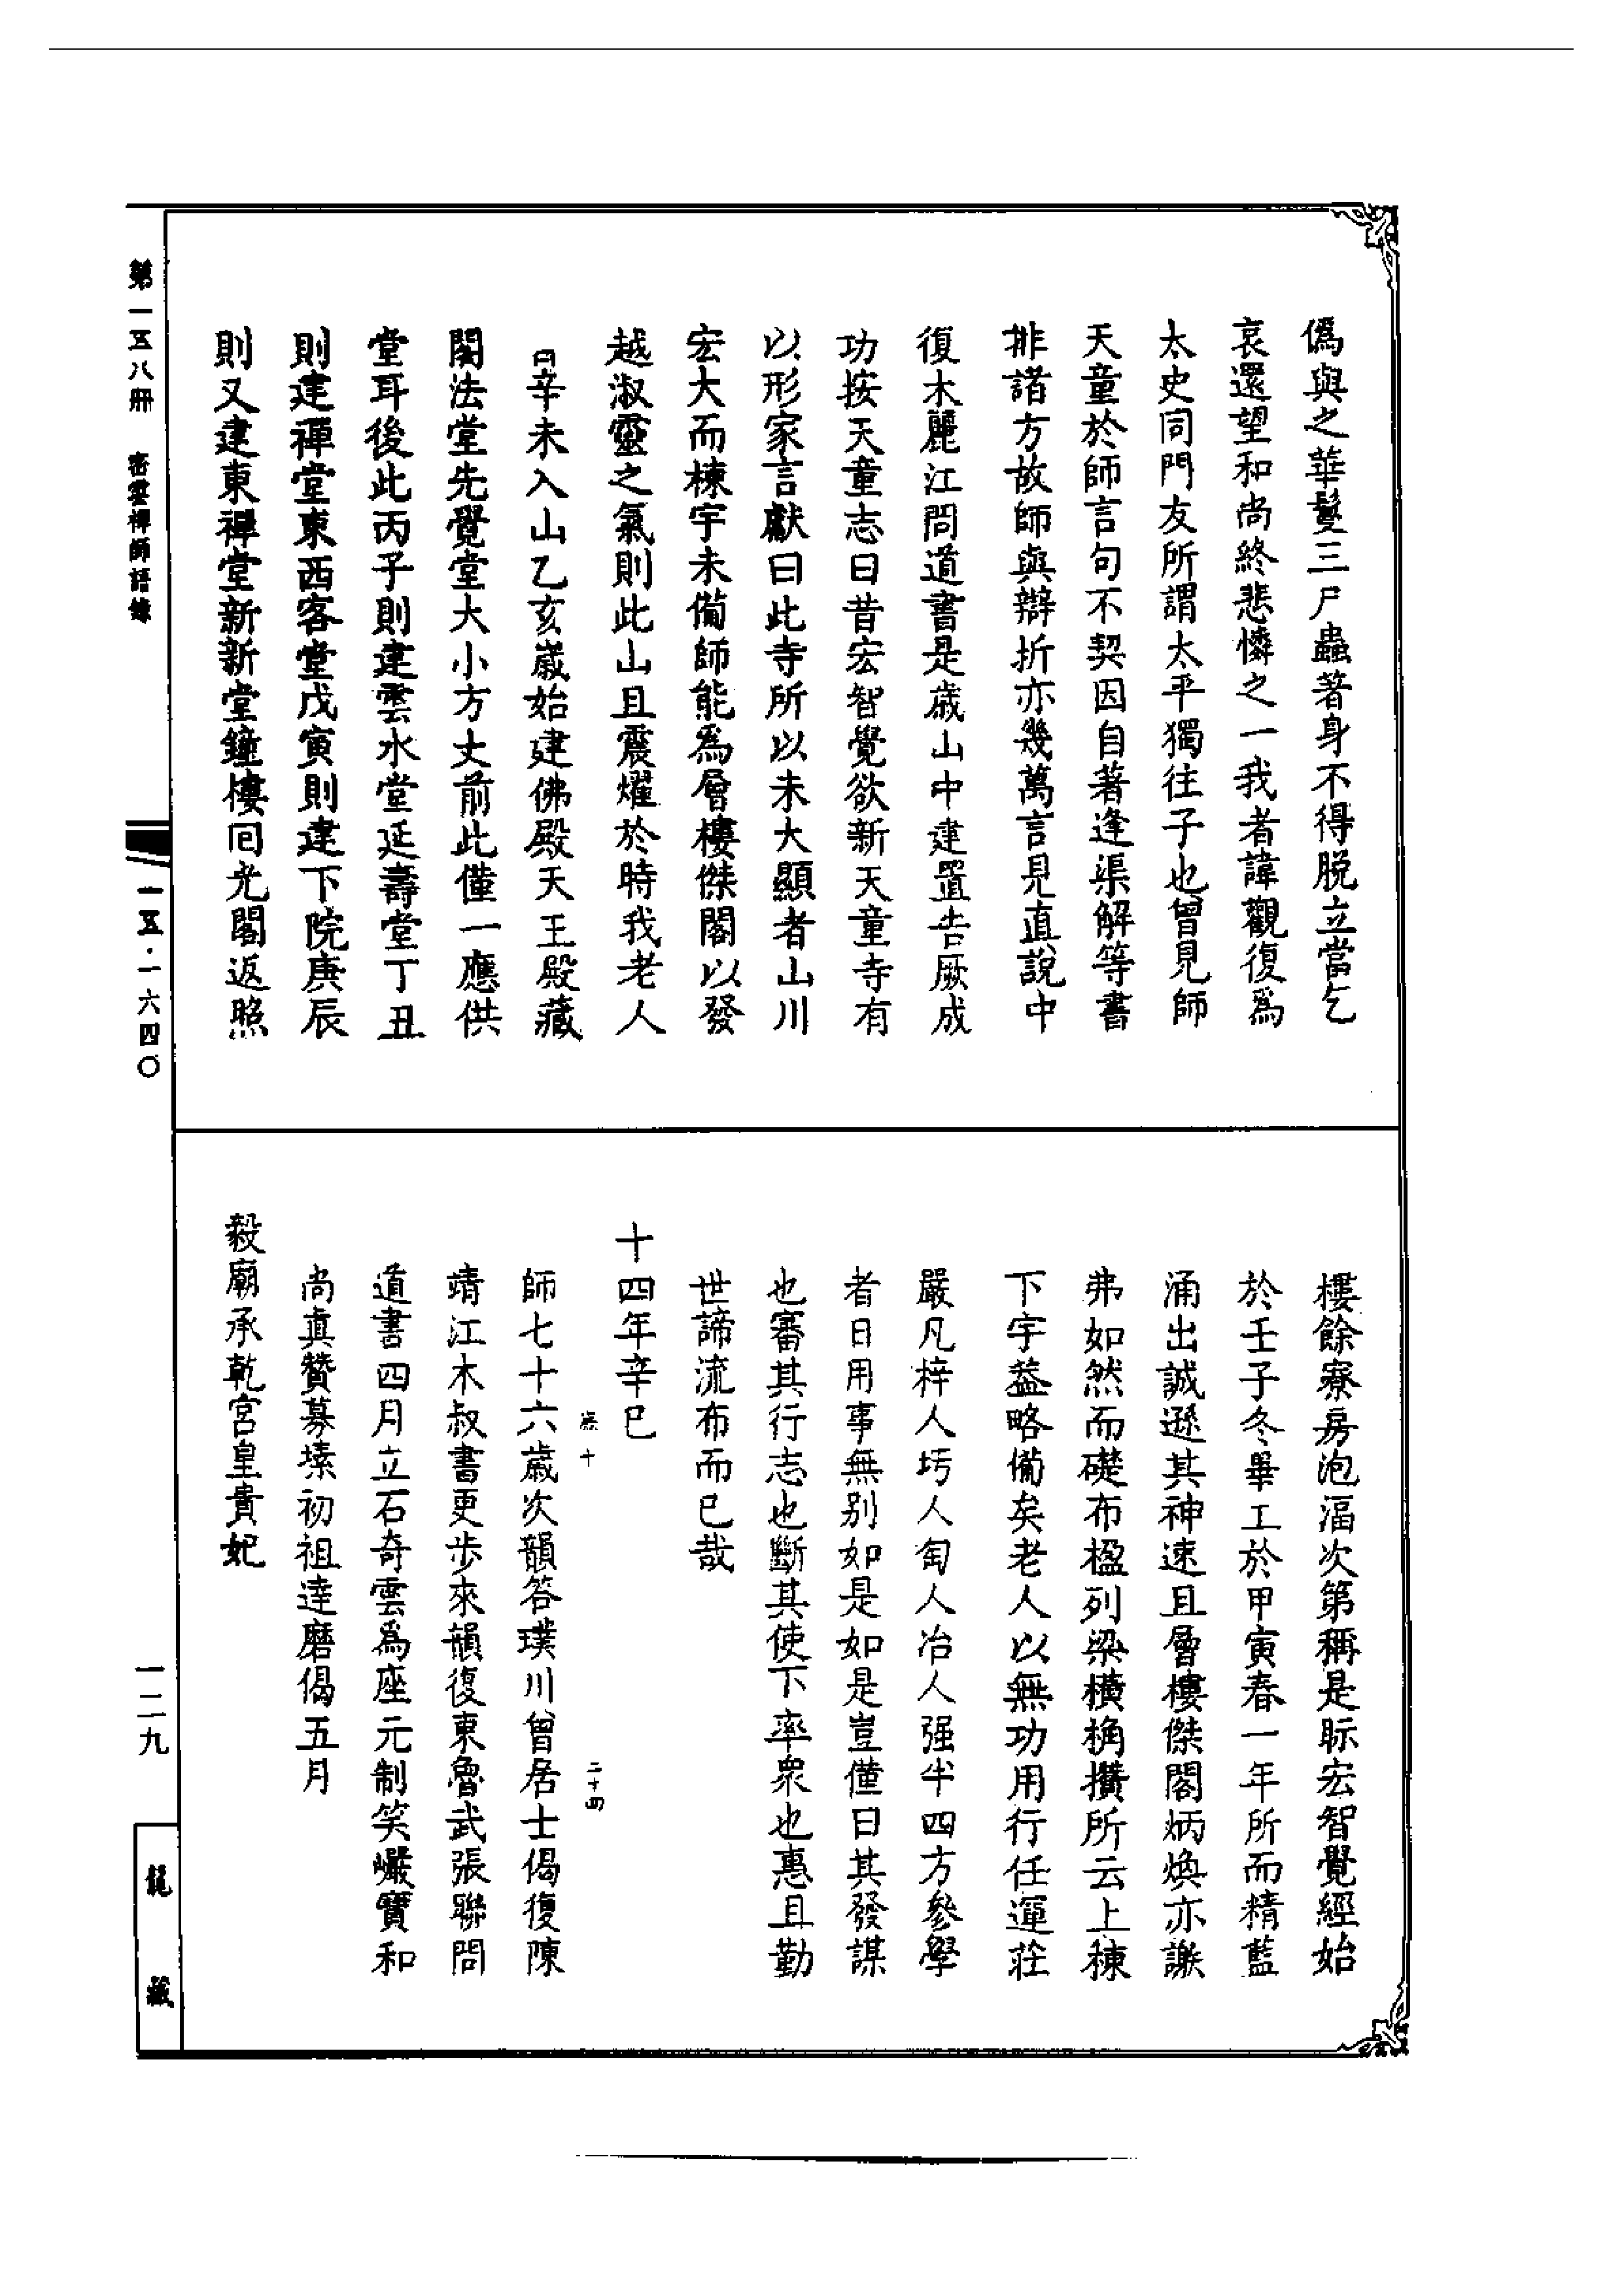 僞與之華鬘三尸蟲著身不得脱立當乞
哀還望和尚終悲憐之一我者諱觀復爲
太史同門友所謂太平獨往子也曾見師
天童於師言句不契因自著逢渠解等書
排諸方故師與辯折亦幾萬言見直說中
復木麗江問道書是歲山中建置告厥成
功按天童志曰昔宏智覺欲新天童寺有
以形家言獻曰此寺所以未大顯者山川
宏大而棟宇未備師能爲層樓傑閣以發
越淑靈之氣則此山且震燿於時我老人
自辛未入山乙亥歲始建佛殿天王殿藏
閣法堂先覺堂大小方丈前此僅一應供
堂耳後此丙子則建雲水堂延壽堂丁丑
則建禪堂東西客堂戊寅則建下院庚辰
則又建東禪堂新新堂鐘樓回光閣返照
樓餘寮房泡湢次第稱是眎宏智覺經始
於壬子冬畢工於甲寅春一年所而精藍
涌出誠遜其神速且層樓傑閣炳煥亦謙
弗如然而礎布楹列梁橫桷攢所云上棟
下宇葢略備矣老人以無功用行任運莊
嚴凡梓人圬人匋人冶人强半四方參學
者日用事無别如是如是豈僅曰其發謀
也審其行志也斷其使下率衆也惠且勤
世諦流布而已哉
十四年辛巳
師七十六歲次韻答璞川曾居士偈復陳
靖江木叔書更步來韻復東魯武張聯問
道書四月立石奇雲爲座元制笑巖寶和
尚真贊募塐初祖達磨偈五月
毅廟承乾宮皇貴妃
十
二十四
第一五八冊
密雲禪師語錄
一五·一六四〇
一二九
龍藏